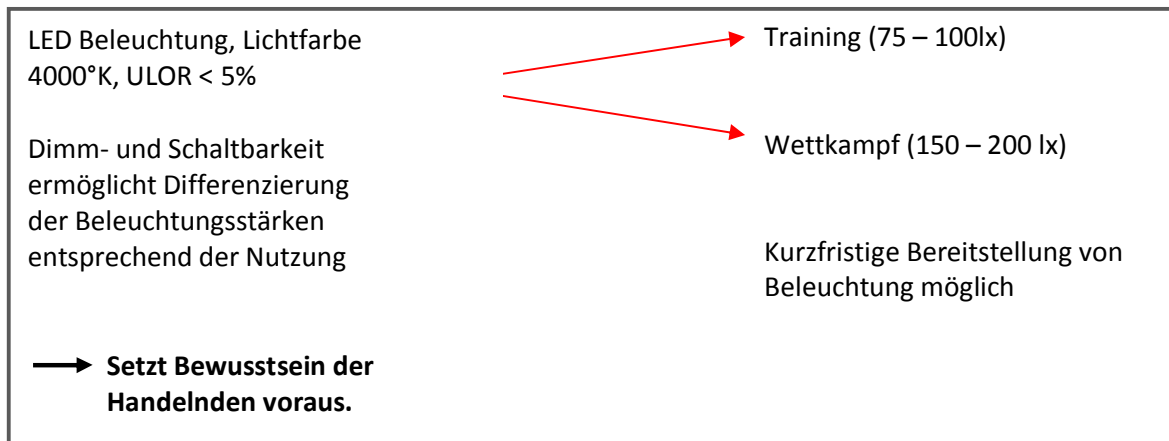 LED Beleuchtung, Lichtfarbe
4000°K, ULOR < 5%
Dimm- und Schaltbarkeit
ermöglicht Differenzierung
der Beleuchtungsstärken
entsprechend der Nutzung
Setzt Bewusstsein der
Handelnden voraus.
Training (75 – 100lx)
Wettkampf (150 – 200 lx)
Kurzfristige Bereitstellung von
Beleuchtung möglich